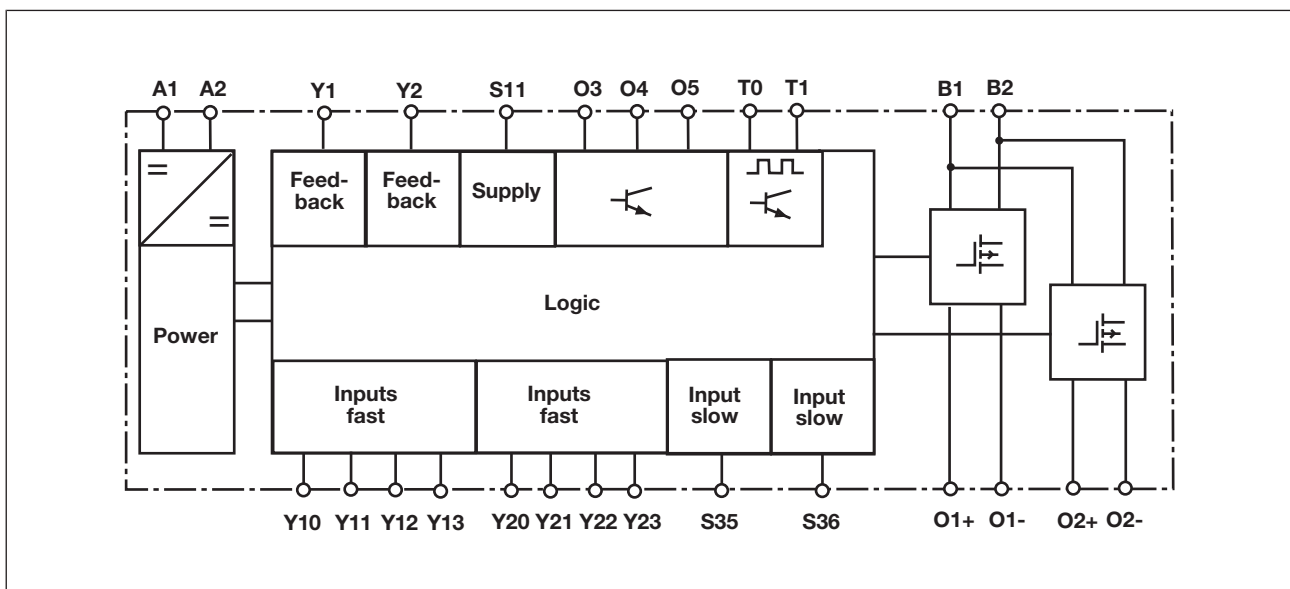 A1 A2 Y1 Y2 S11 O3 O4 O5 T0 T1 B1 B2
Feed-
back
Feed-
back
Supply
Logic
Power
Inputs
fast
Inputs
fast
Input
slow
Input
slow
Y10 Y11 Y12 Y13 Y20 Y21 Y22 Y23 S35 S36 O1+ O1- O2+ O2-